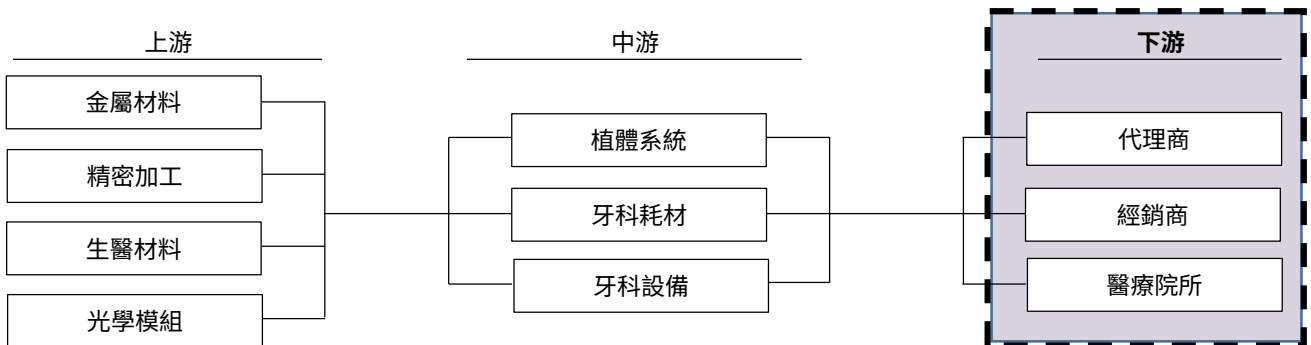 上游
金屬材料
精密加工
生醫材料
光學模組
中游
植體系統
牙科耗材
牙科設備
下游
代理商
經銷商
醫療院所